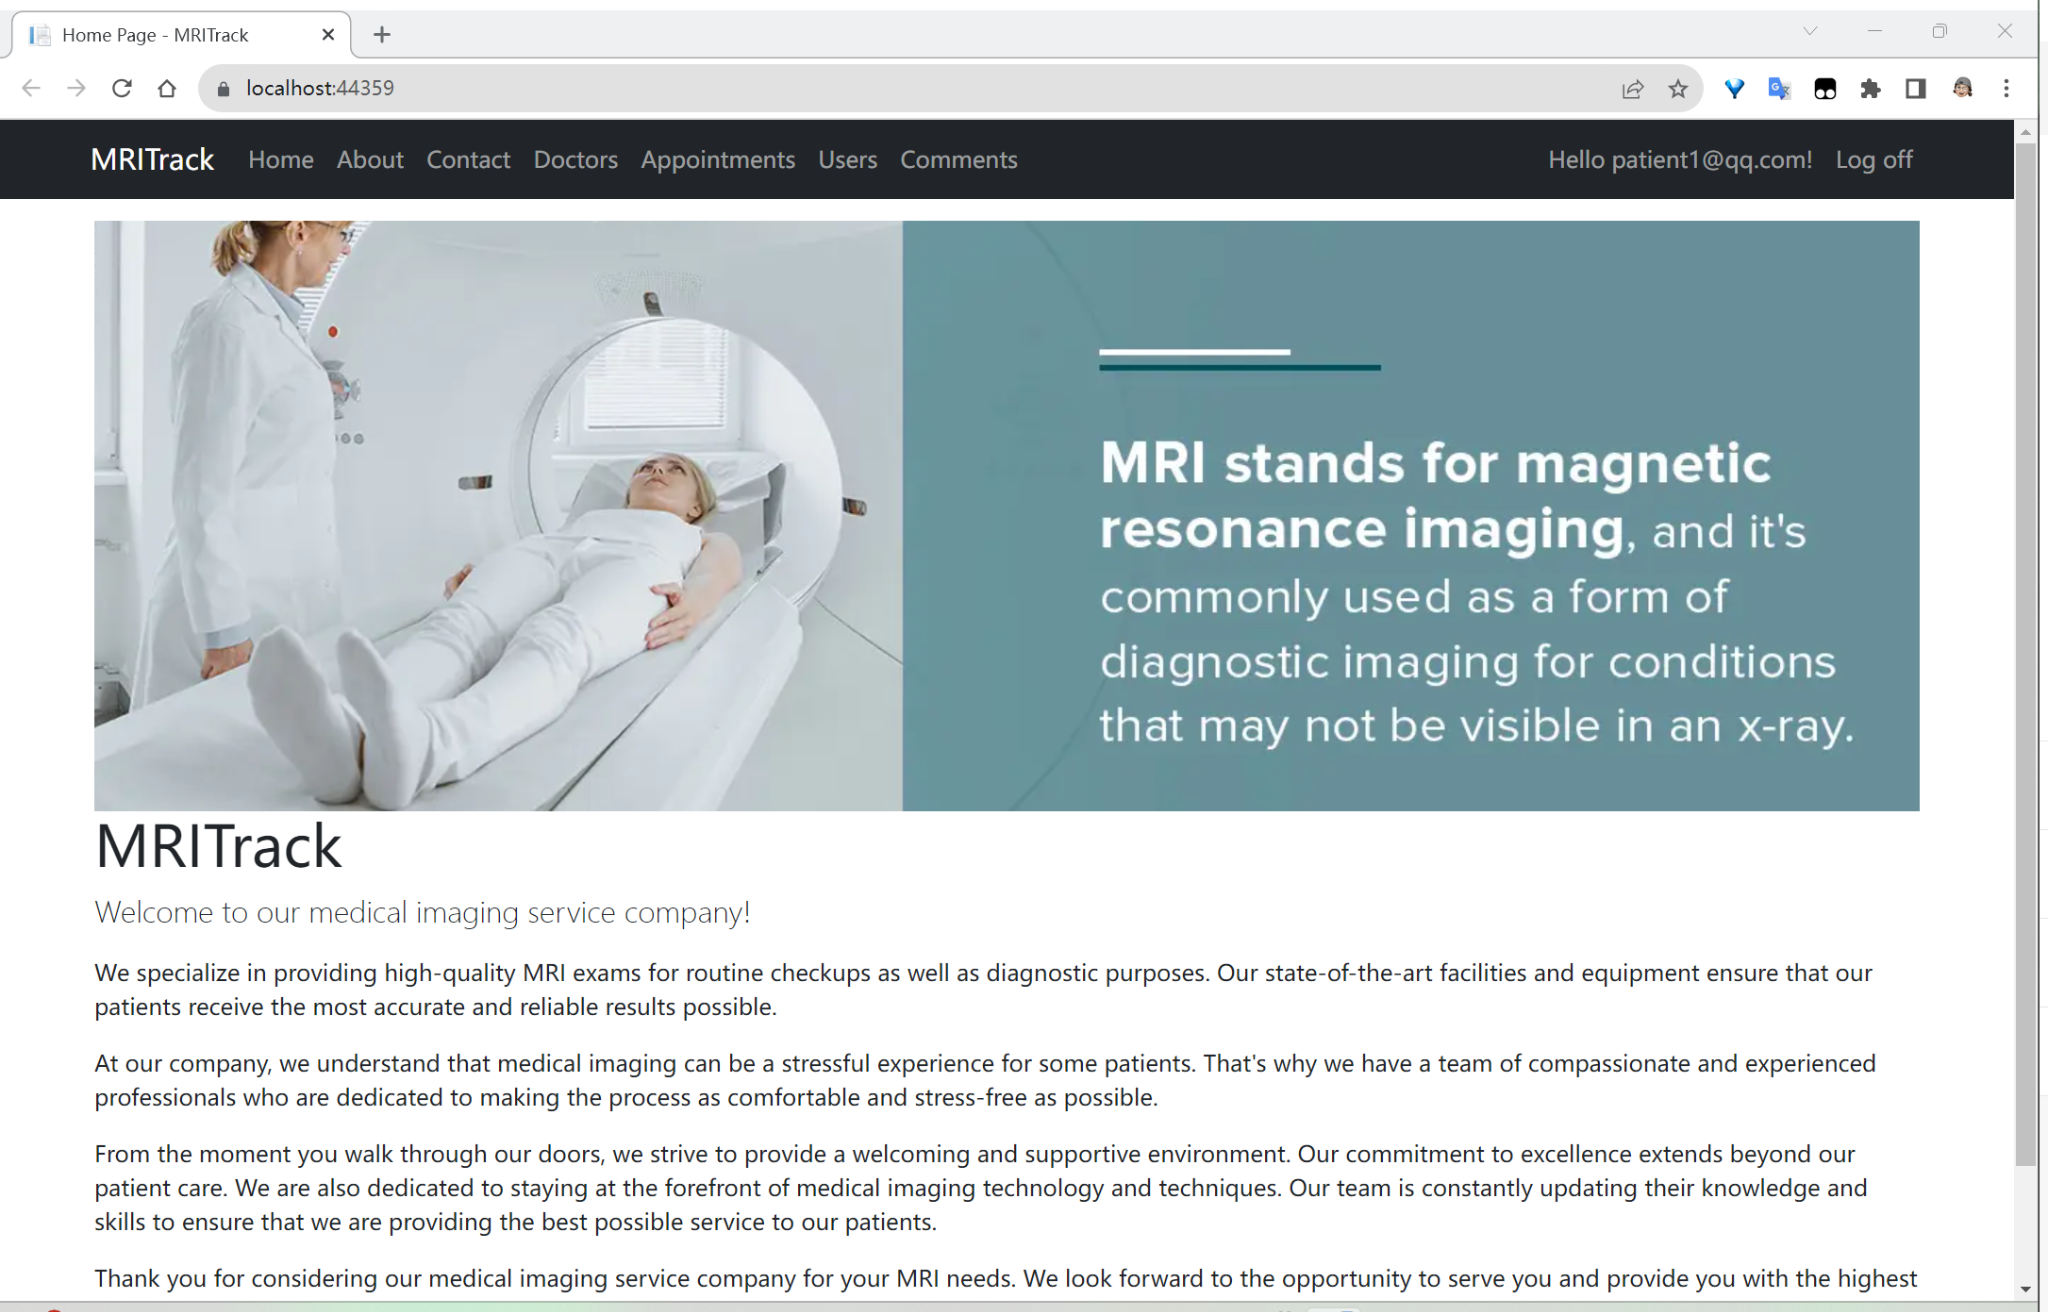 Home Page - MRITrack
localhost:44359
MRITrack Home About Contact Doctors Appointments Users Comments Hello patient1@qq.com! Log off
MRI stands for magnetic
resonance imaging, and it's
commonly used as a form of
diagnostic imaging for conditions
that may not be visible in an x-ray.
MRITrack
Welcome to our medical imaging service company!
We specialize in providing high-quality MRI exams for routine checkups as well as diagnostic purposes. Our state-of-the-art facilities and equipment ensure that our
patients receive the most accurate and reliable results possible.
At our company, we understand that medical imaging can be a stressful experience for some patients. That's why we have a team of compassionate and experienced
professionals who are dedicated to making the process as comfortable and stress-free as possible.
From the moment you walk through our doors, we strive to provide a welcoming and supportive environment. Our commitment to excellence extends beyond our
patient care. We are also dedicated to staying at the forefront of medical imaging technology and techniques. Our team is constantly updating their knowledge and
skills to ensure that we are providing the best possible service to our patients.
Thank you for considering our medical imaging service company for your MRI needs. We look forward to the opportunity to serve you and provide you with the highest